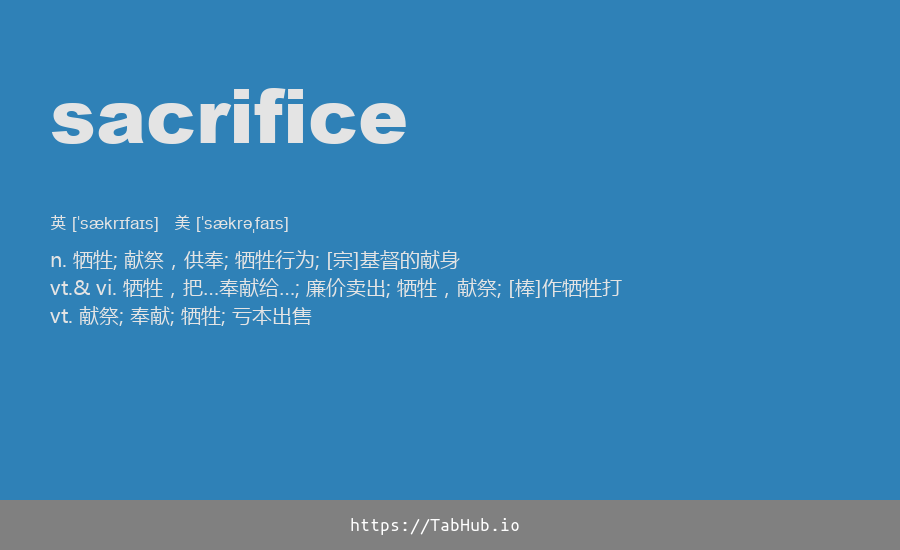 sacrifice
英 [ˈsækrɪfaɪs] 美 [ˈsækrəˌfaɪs]
n. 牺牲; 献祭，供奉; 牺牲行为; [宗]基督的献身
vt.& vi. 牺牲，把…奉献给…; 廉价卖出; 牺牲，献祭; [棒]作牺牲打
vt. 献祭; 奉献; 牺牲; 亏本出售
https://TabHub.io